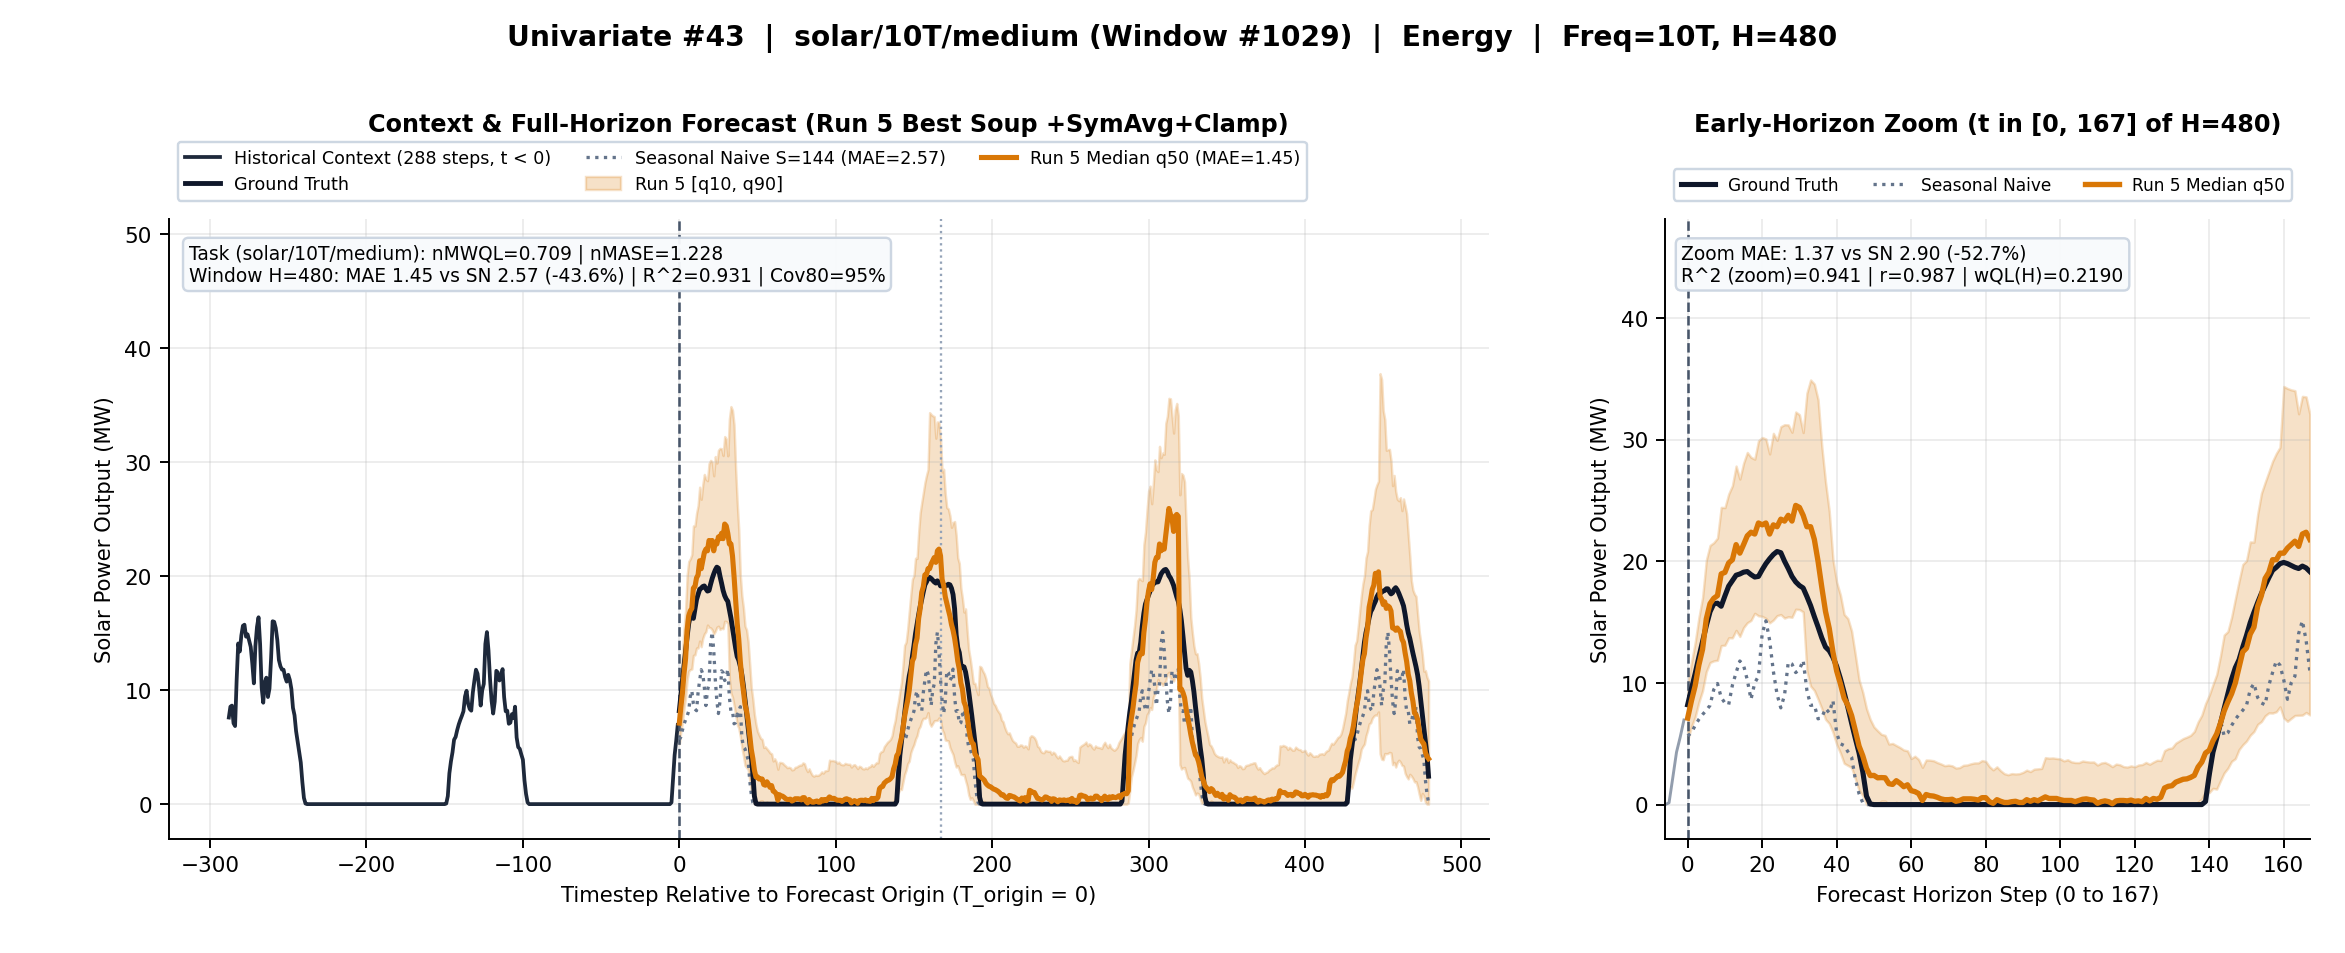 Univariate #43 | solar/10T/medium (Window #1029) | Energy | Freq=10T, H=480
Context & Full-Horizon Forecast (Run 5 Best Soup +SymAvg+Clamp)
Historical Context (288 steps, t < 0)
Ground Truth
Seasonal Naive S=144 (MAE=2.57)
Run 5 [q10, q90]
Run 5 Median q50 (MAE=1.45)
Task (solar/10T/medium): nMWQL=0.709 | nMASE=1.228
Window H=480: MAE 1.45 vs SN 2.57 (-43.6%) | R^2=0.931 | Cov80=95%
Solar Power Output (MW)
50
40
30
20
10
0
−300 −200 −100 0 100 200 300 400 500
Timestep Relative to Forecast Origin (T_origin = 0)
Early-Horizon Zoom (t in [0, 167] of H=480)
Ground Truth Seasonal Naive Run 5 Median q50
Zoom MAE: 1.37 vs SN 2.90 (-52.7%)
R^2 (zoom)=0.941 | r=0.987 | wQL(H)=0.2190
Solar Power Output (MW)
40
30
20
10
0
0 20 40 60 80 100 120 140 160
Forecast Horizon Step (0 to 167)